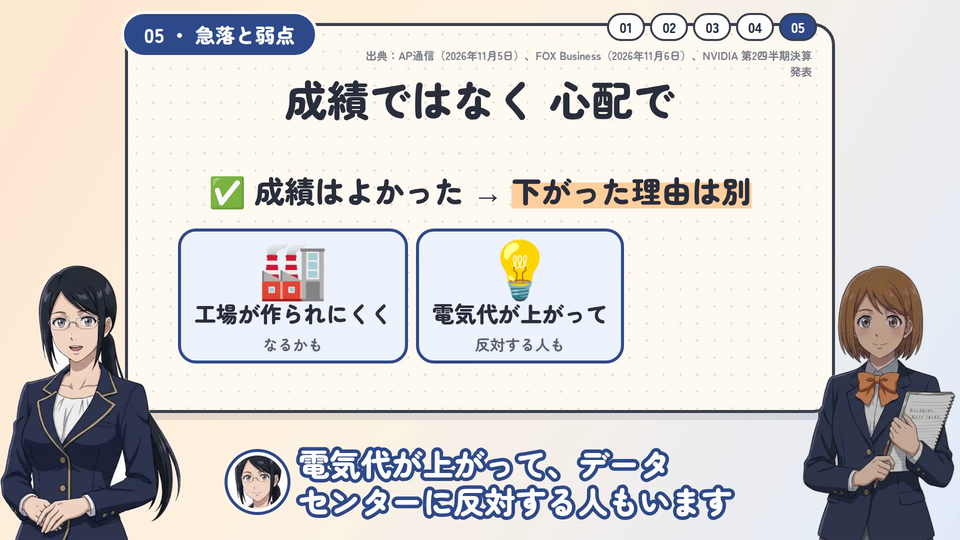 05 ・ 急落と弱点
01 02 03 04 05
出典：AP通信（2026年11月5日）、FOX Business（2026年11月6日）、NVIDIA 第2四半期決算
発表
成績ではなく 心配で
✅ 成績はよかった → 下がった理由は別
工場が作られにくく
なるかも
電気代が上がって
反対する人も
電気代が上がって、データ
センターに反対する人もいます